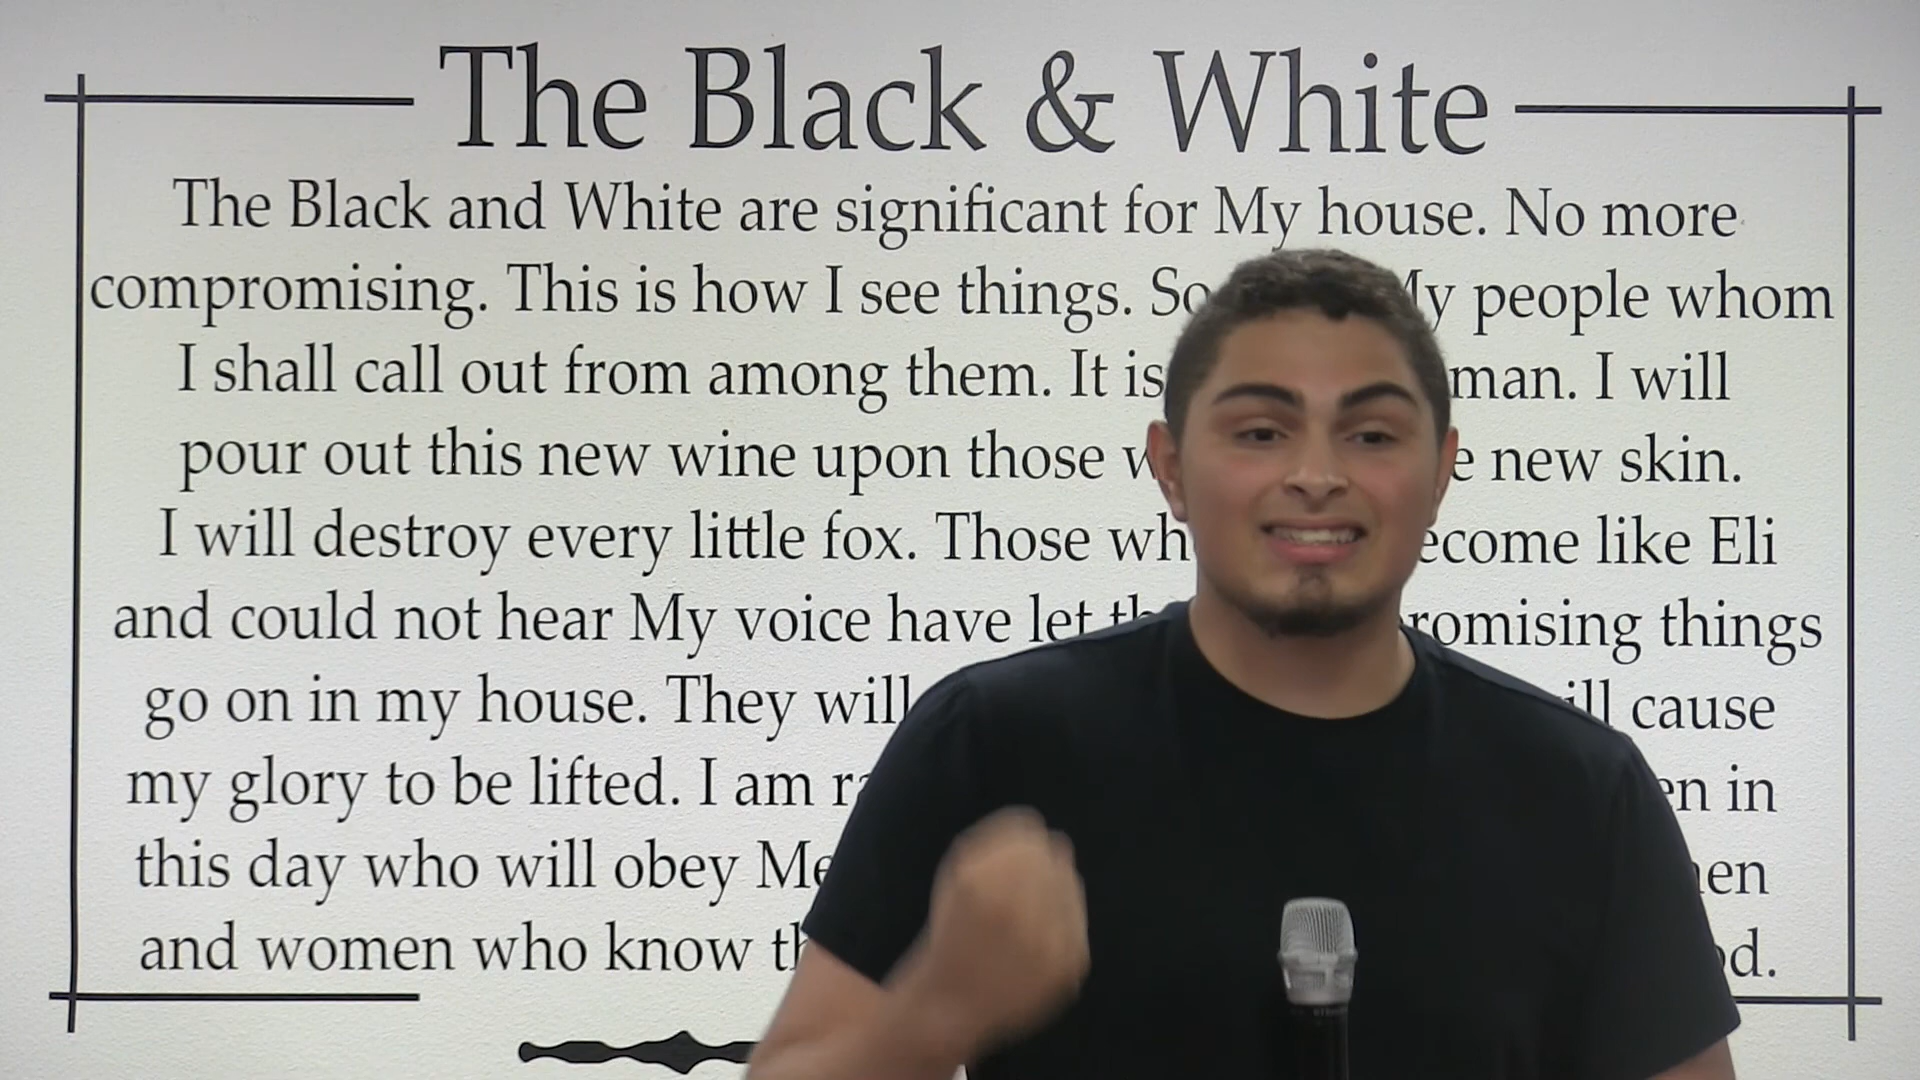 The Black & White
The Black and White are significant for My house. No more
compromising. This is how I see things. So people whom
I shall call out from among them. It is man. I will
pour out this new wine upon those new skin.
I will destroy every little fox. Those like Eli
and could not hear My voice have let things
go on in my house. They will cause
my glory to be lifted. I am in
this day who will obey Me
and women who know